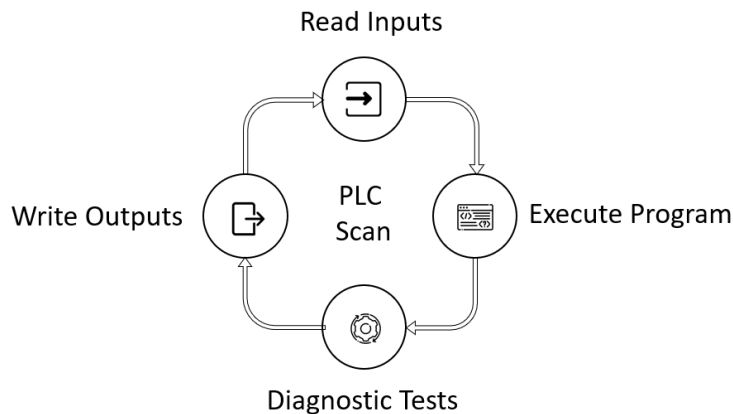 Read Inputs
Write Outputs
PLC
Scan
Execute Program
Diagnostic Tests